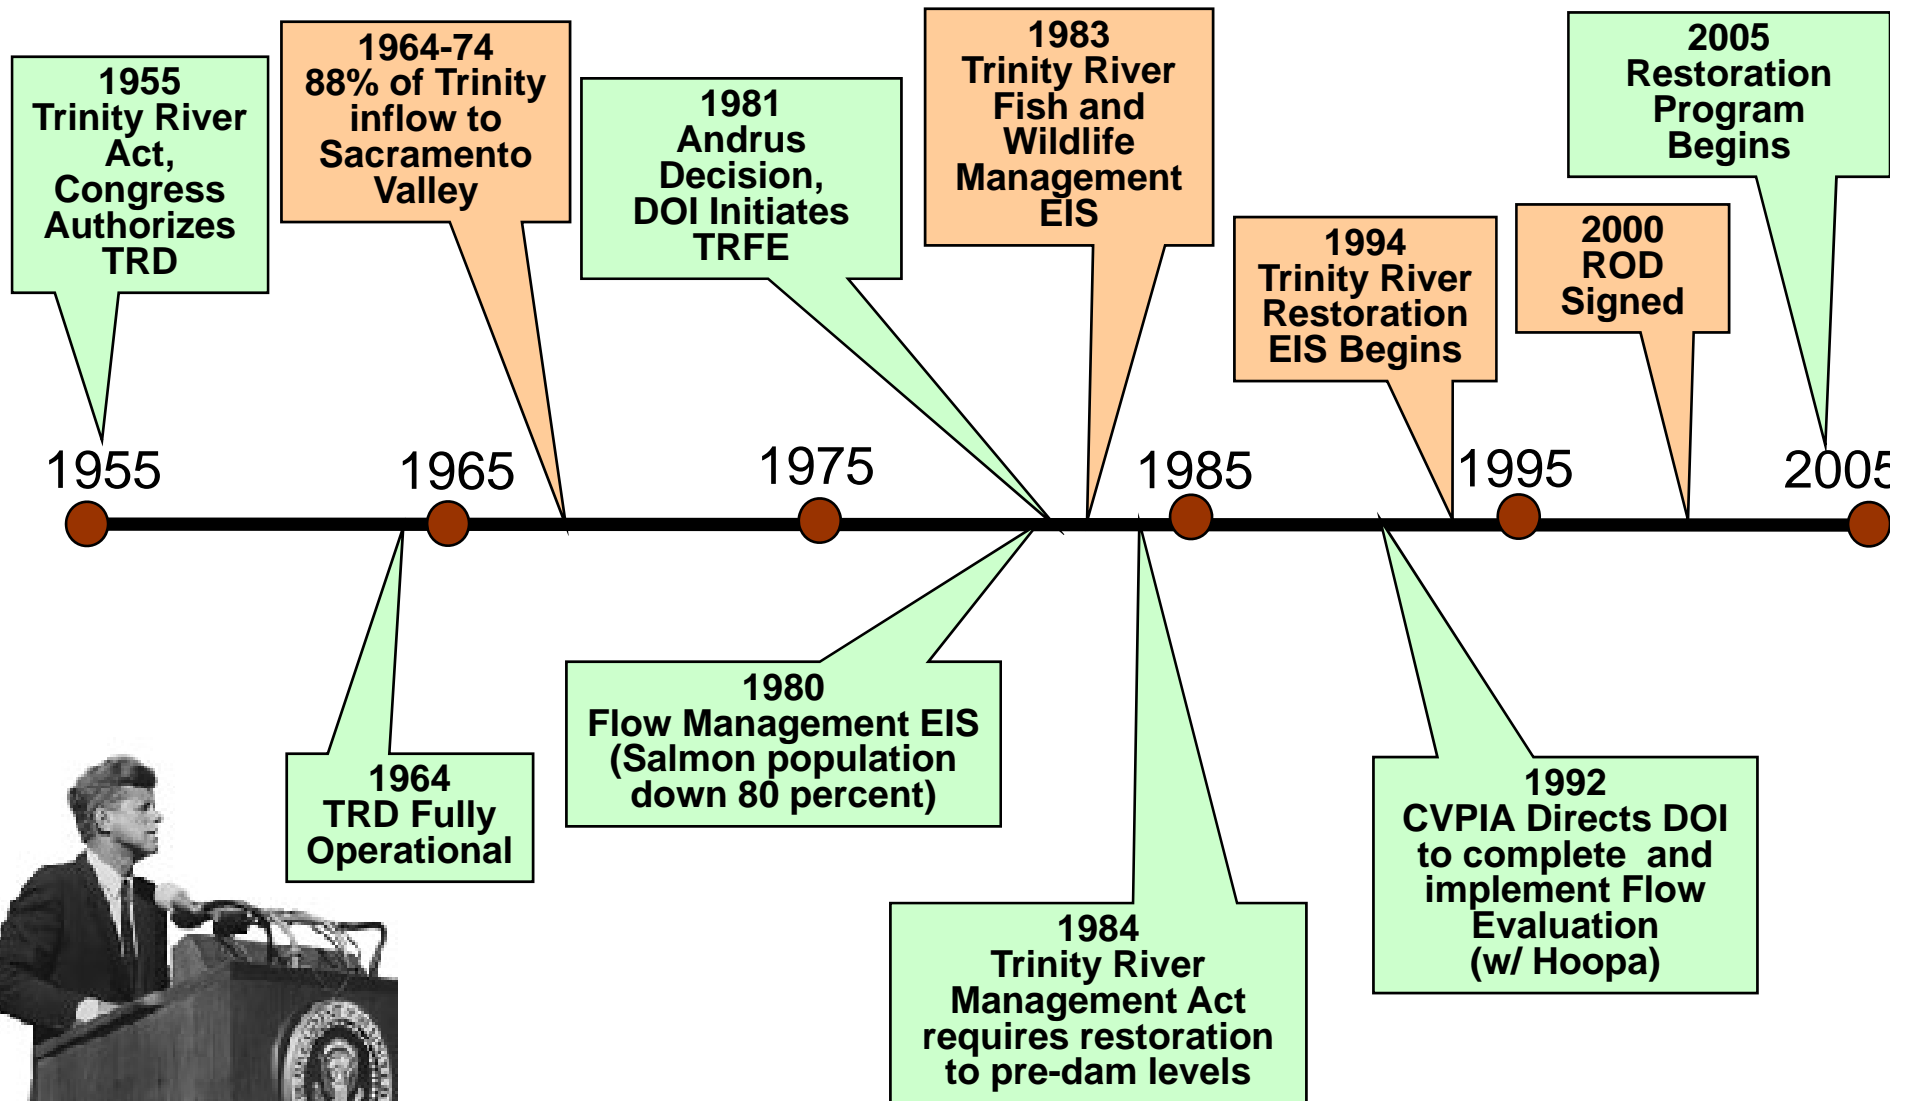 1955
Trinity River
Act,
Congress
Authorizes
TRD
1964-74
88% of Trinity
inflow to
Sacramento
Valley
1981
Andrus
Decision,
DOI Initiates
TRFE
1983
Trinity River
Fish and
Wildlife
Management
EIS
1994
Trinity River
Restoration
EIS Begins
2000
ROD
Signed
2005
Restoration
Program
Begins
1955
1965
1975
1985
1995
2005
1964
TRD Fully
Operational
1980
Flow Management EIS
(Salmon population
down 80 percent)
1984
Trinity River
Management Act
requires restoration
to pre-dam levels
1992
CVPIA Directs DOI
to complete  and
implement Flow
Evaluation
(w/ Hoopa)